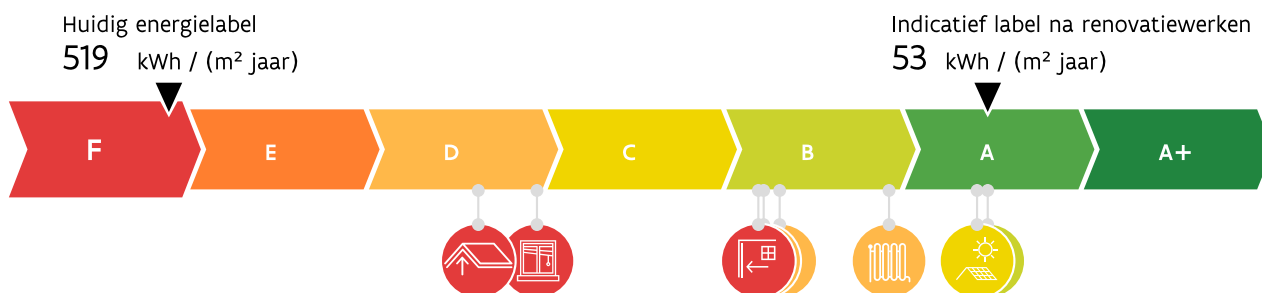 Huidig energielabel
519 kWh / (m² jaar)
Indicatief label na renovatiewerken
53 kWh / (m² jaar)
F E D C B A A+